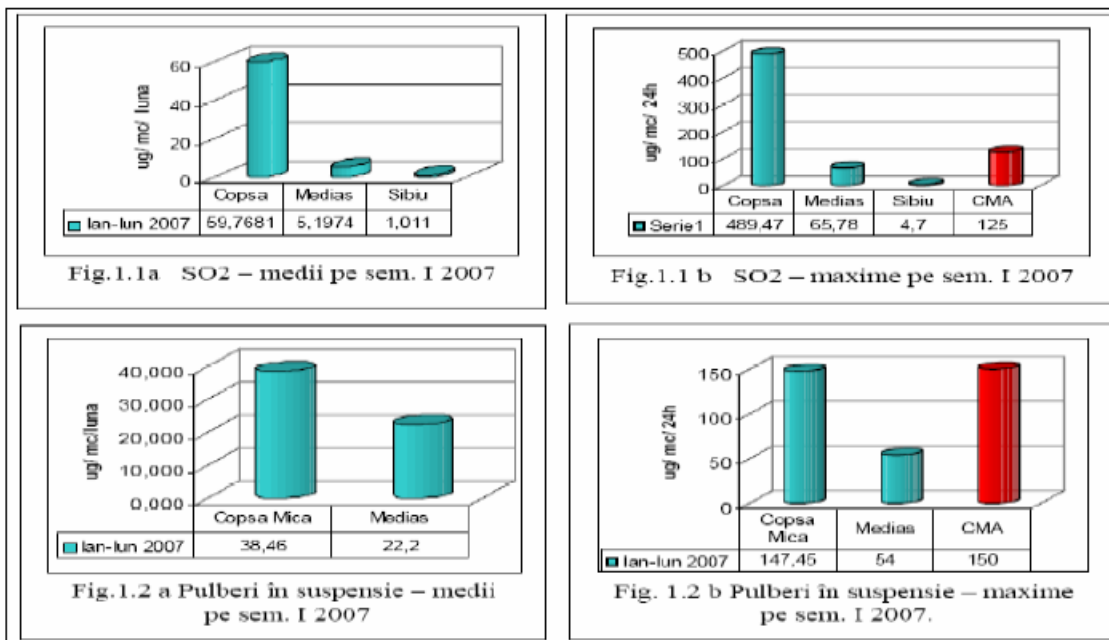 60
40
20
0
ug/ mc/ luna
Copsa Medias Sibiu
Ian-Iun 2007 59,7681 5,1974 1,011
Fig.1.1a SO2 – medii pe sem. I 2007
500
400
300
200
100
0
ug/ mc/ 24h
Copsa Medias Sibiu CMA
Serie1 489,47 65,78 4,7 125
Fig.1.1 b SO2 – maxime pe sem. I 2007
40,000
30,000
20,000
10,000
0,000
ug/ mc/luna
Copsa Mica Medias
Ian-Iun 2007 38,46 22,2
Fig.1.2 a Pulberi în suspensie – medii
pe sem. I 2007
150
100
50
0
ug/ mc/ 24h
Copsa
Mica Medias CMA
Ian-Iun 2007 147,45 54 150
Fig. 1.2 b Pulberi în suspensie – maxime
pe sem. I 2007.